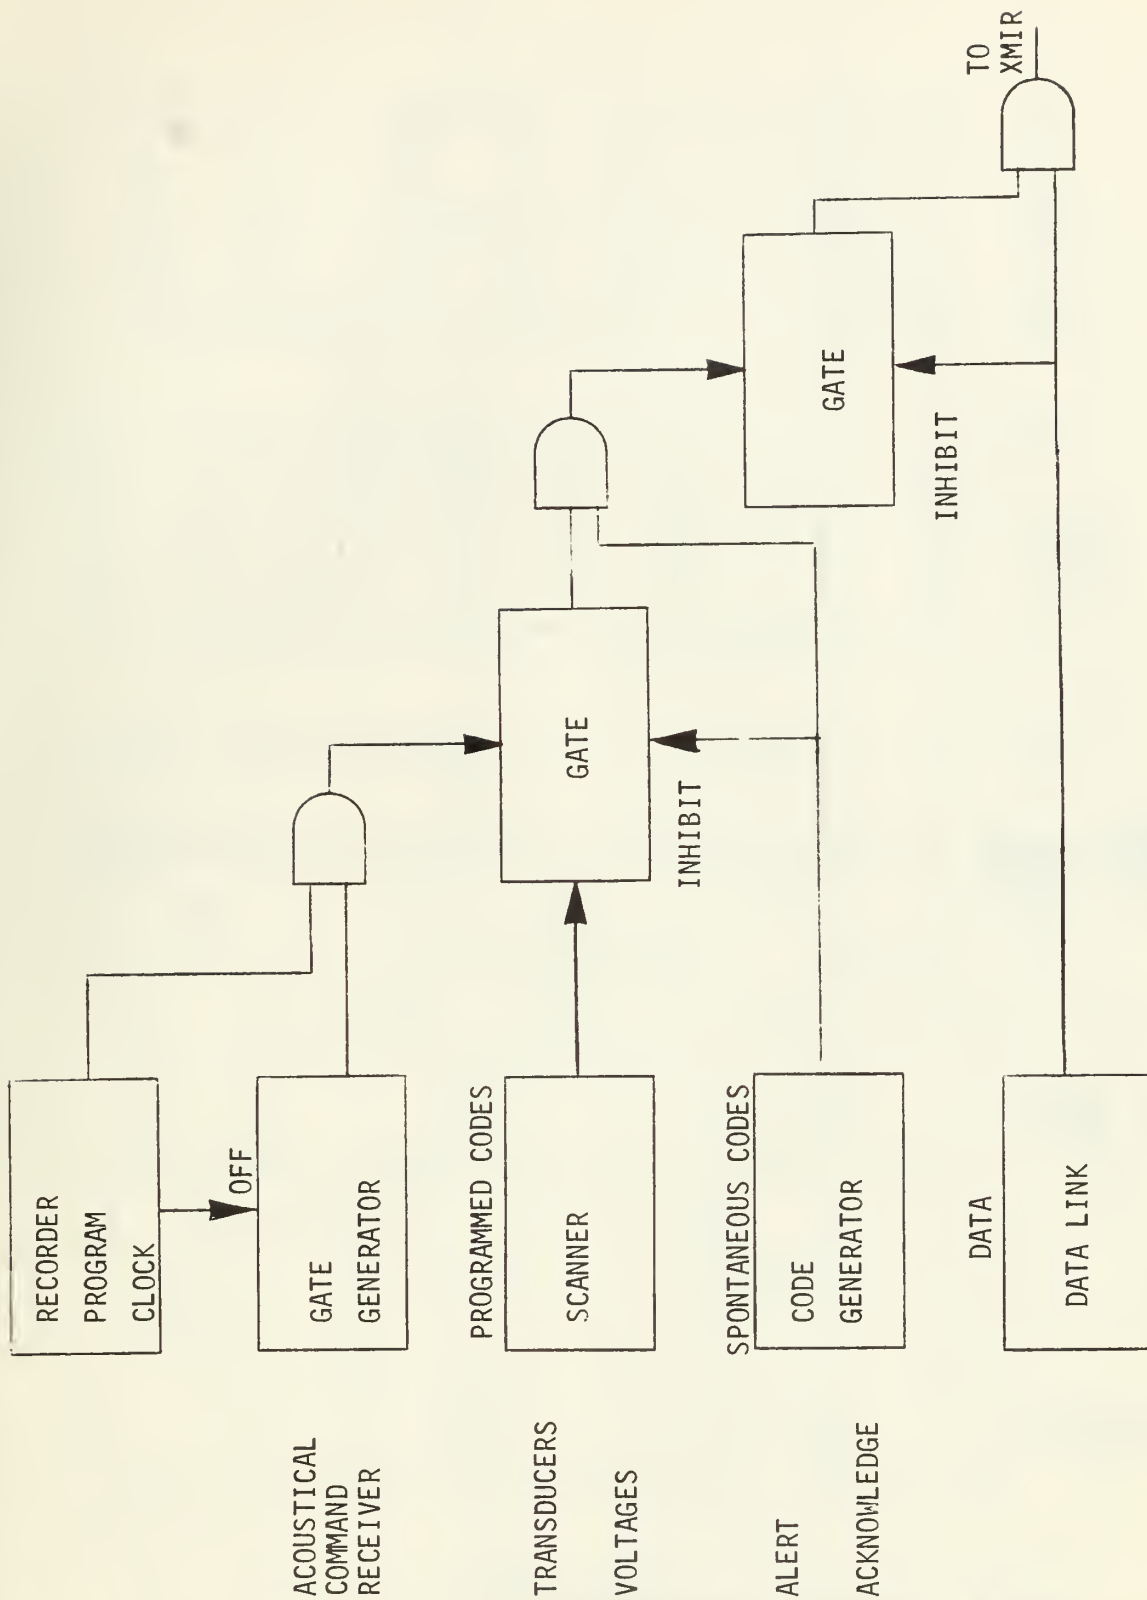 RECORDER
PROGRAM
CLOCK
OFF
ACOUSTICAL
COMMAND
RECEIVER
GATE
GENERATOR
PROGRAMMED CODES
TRANSDUCERS
VOLTAGES
SCANNER
GATE
INHIBIT
SPONTANEOUS CODES
ALERT
ACKNOWLEDGE
CODE
GENERATOR
GATE
INHIBIT
DATA
DATA LINK
TO
XMIR